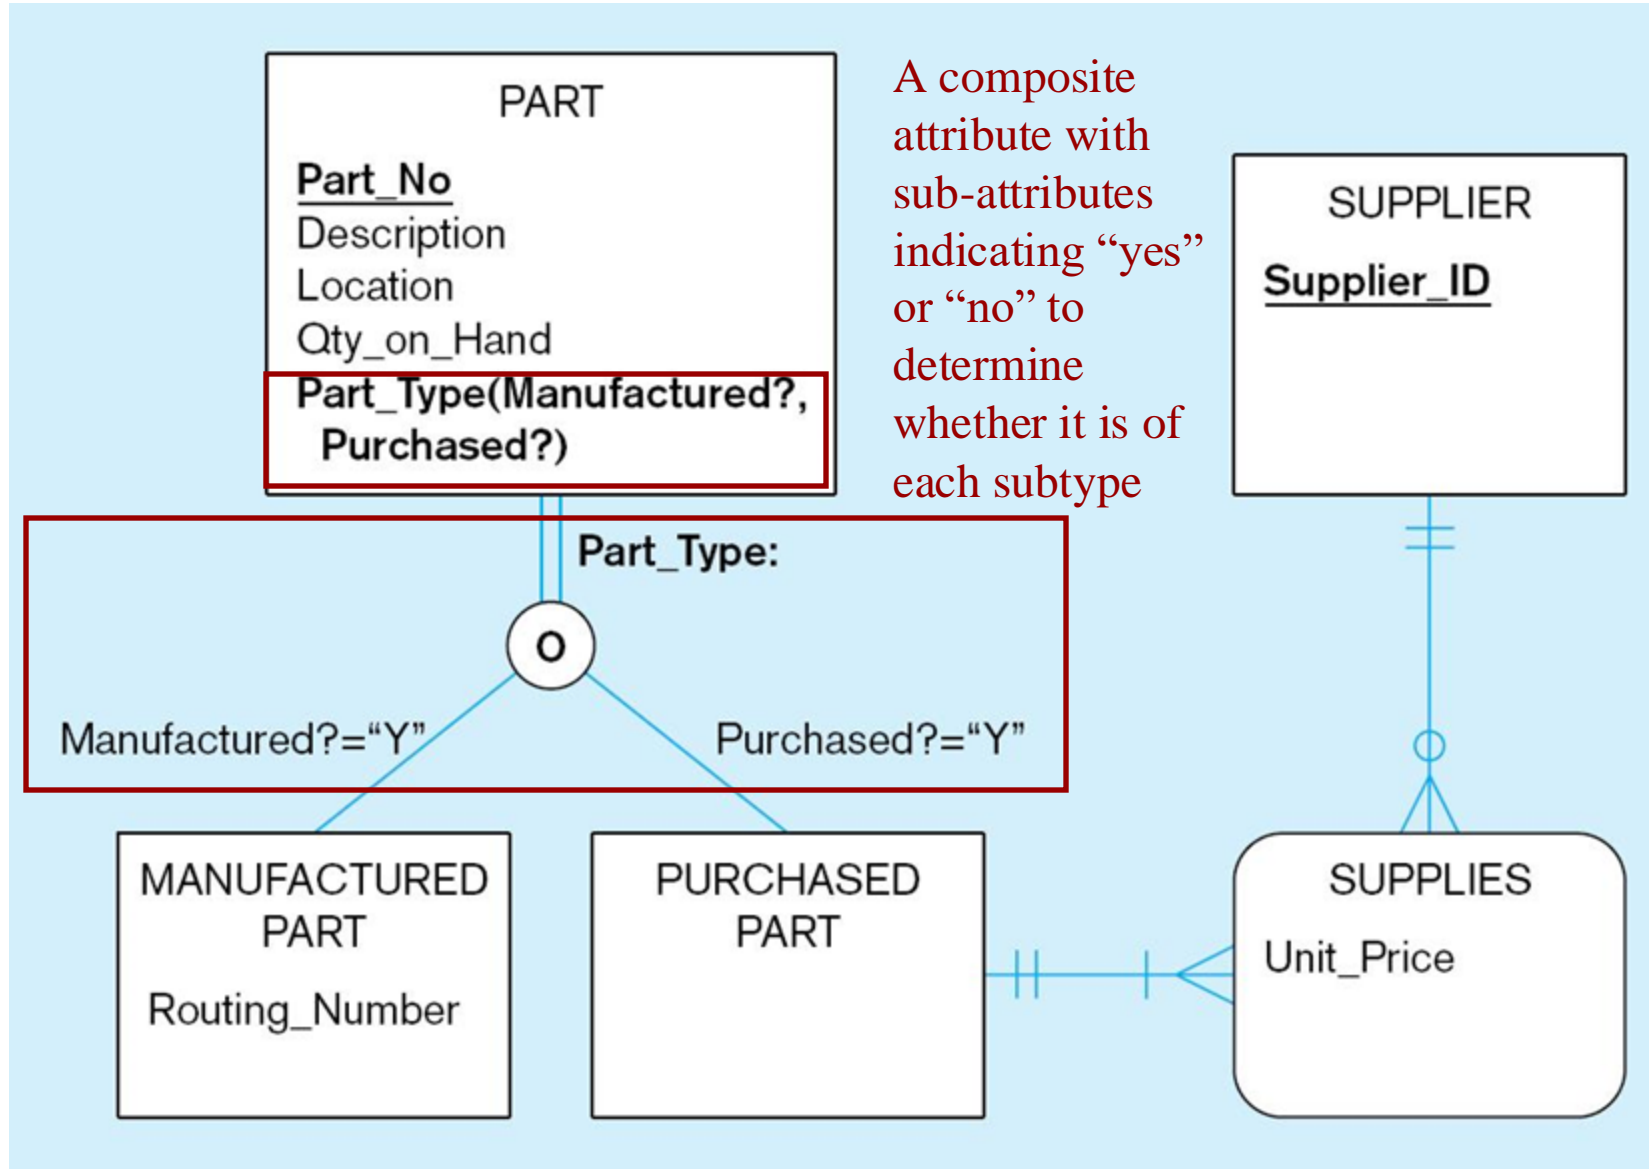 PART
Part_No
Description
Location
Qty_on_Hand
Part_Type(Manufactured?,
Purchased?)
A composite
attribute with
sub-attributes
indicating “yes”
or “no” to
determine
whether it is of
each subtype
SUPPLIER
Supplier_ID
Part_Type:
O
Manufactured?=“Y”
Purchased?=“Y”
MANUFACTURED
PART
Routing_Number
PURCHASED
PART
SUPPLIES
Unit_Price